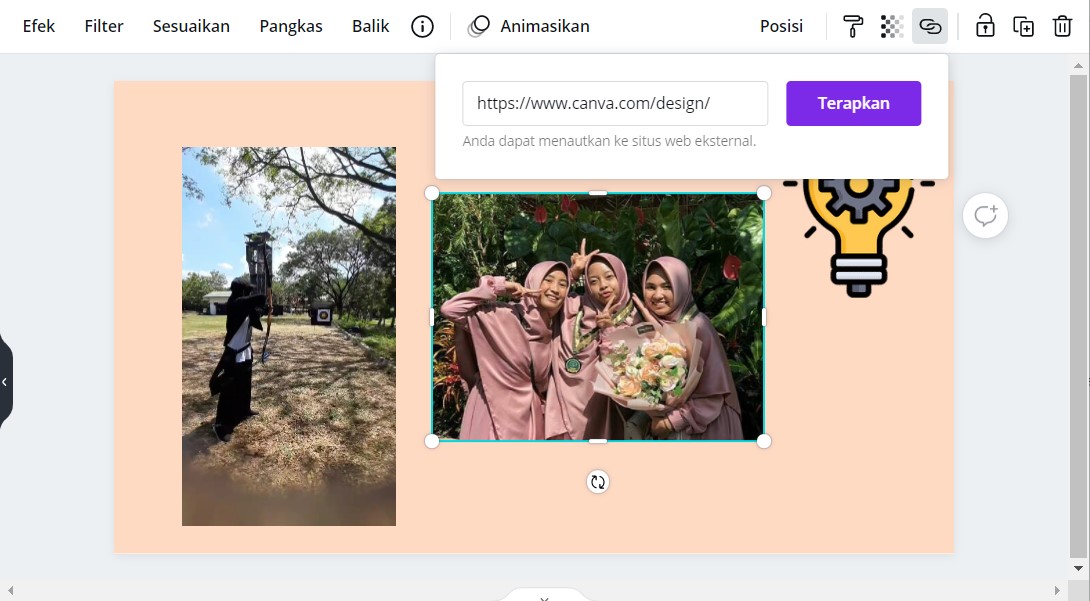 Efek Filter Sesuaikan Pangkas Balik Animasikan Posisi
https://www.canva.com/design/ Terapkan
Anda dapat menautkan ke situs web eksternal.